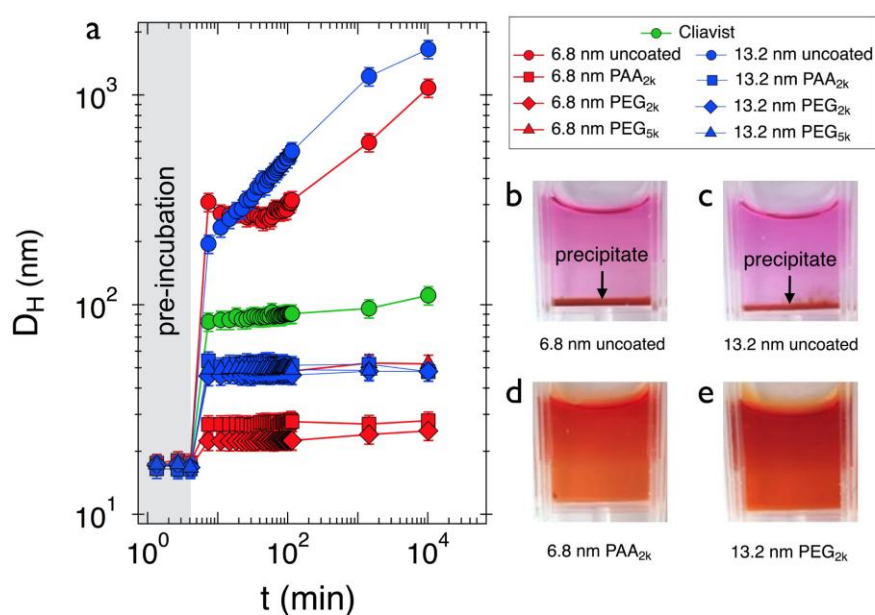 a
10³
10²
10¹
D_H (nm)
pre-incubation
10⁰
10²
10⁴
t (min)
Cliavist
6.8 nm uncoated
13.2 nm uncoated
6.8 nm PAA₂ₖ
13.2 nm PAA₂ₖ
6.8 nm PEG₂ₖ
13.2 nm PEG₂ₖ
6.8 nm PEG₅ₖ
13.2 nm PEG₅ₖ
b
precipitate
6.8 nm uncoated
c
precipitate
13.2 nm uncoated
d
6.8 nm PAA₂ₖ
e
13.2 nm PEG₂ₖ